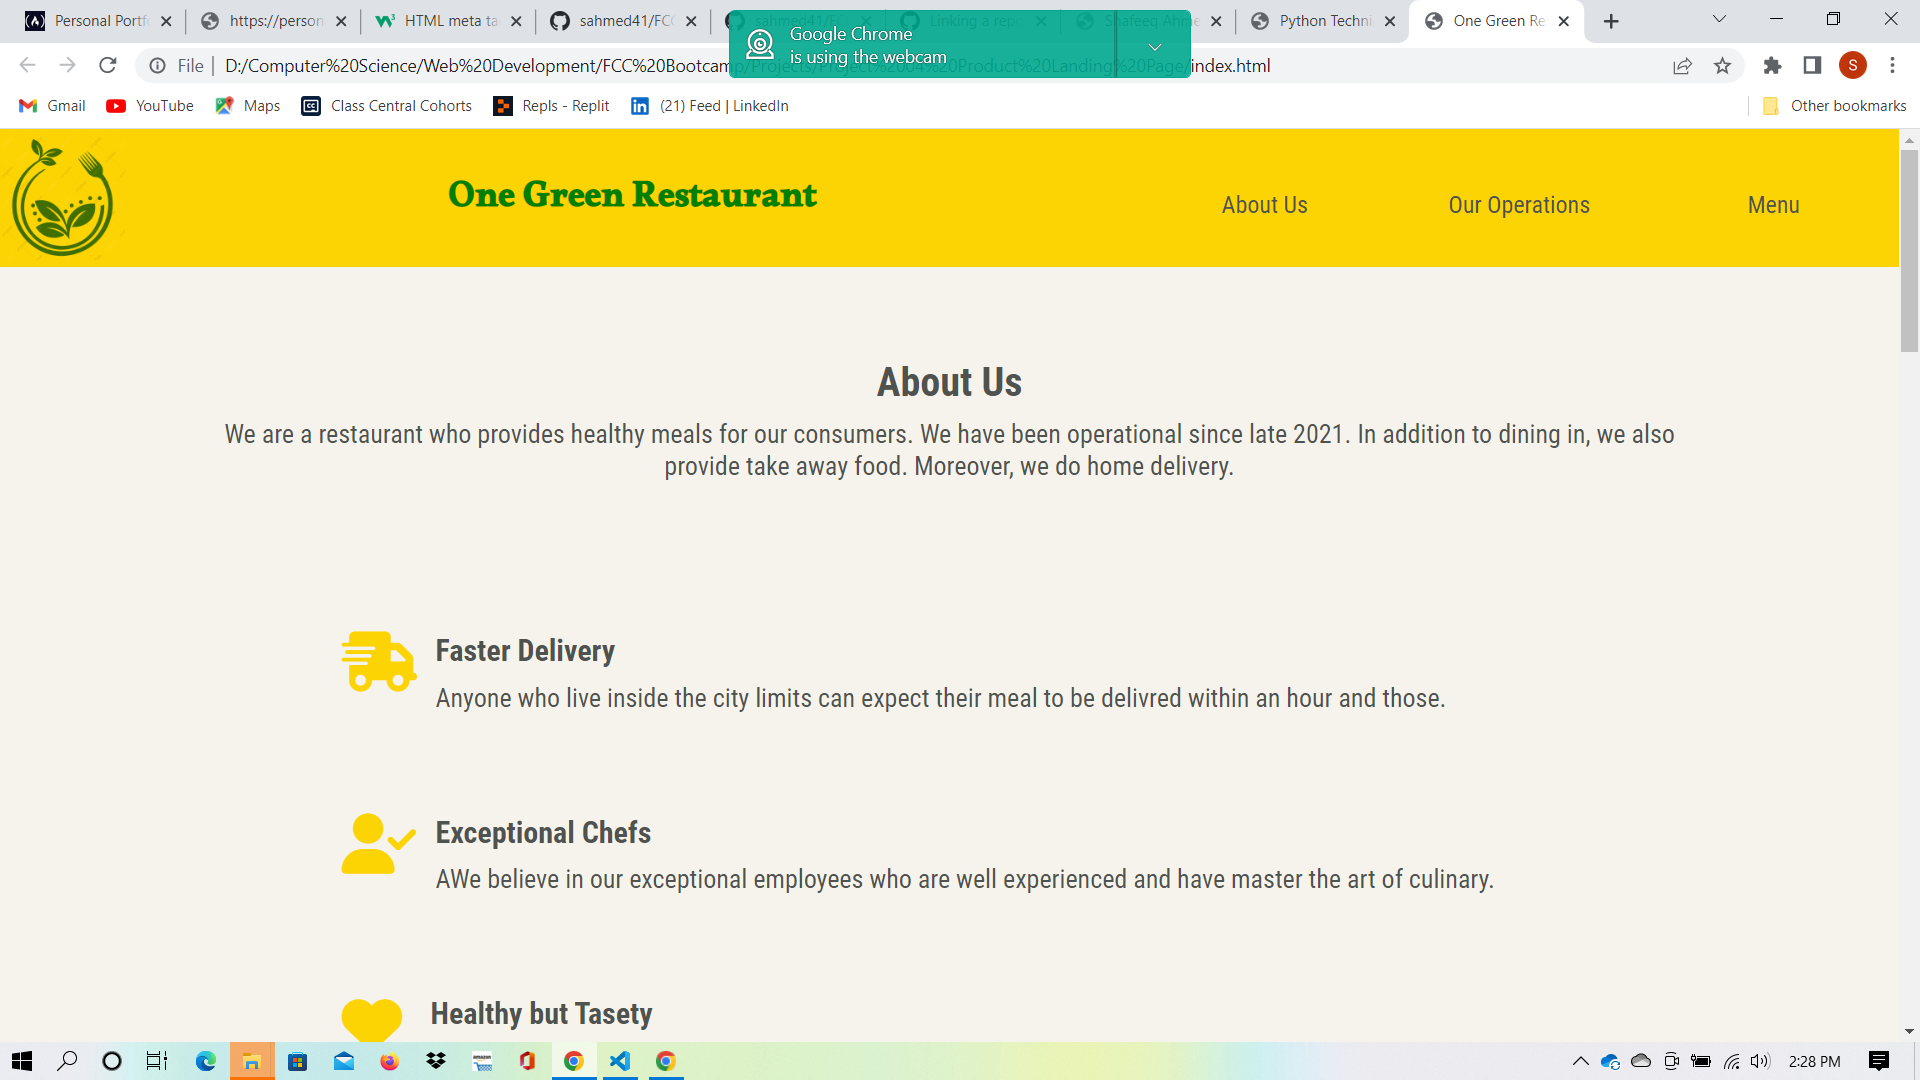 Personal Portf
https://person
HTML meta ta
sahmed41/FCC
sahmed41/FC
Linking a rep
Shafeeq Ahme
Python Techni
One Green Re
Google Chrome
is using the webcam
File
D:/Computer%20Science/Web%20Development/FCC%20Bootcamp/Projects/Project%2004%20Product%20Landing%20Page/index.html
S
Gmail
YouTube
Maps
Class Central Cohorts
Repls - Replit
(21) Feed | LinkedIn
Other bookmarks
One Green Restaurant
About Us
Our Operations
Menu
About Us
We are a restaurant who provides healthy meals for our consumers. We have been operational since late 2021. In addition to dining in, we also
provide take away food. Moreover, we do home delivery.
Faster Delivery
Anyone who live inside the city limits can expect their meal to be delivred within an hour and those.
Exceptional Chefs
AWe believe in our exceptional employees who are well experienced and have master the art of culinary.
Healthy but Tasety
2:28 PM